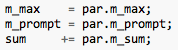 m_max    = par.m_max;
m_prompt = par.m_prompt;
sum     += par.m_sum;